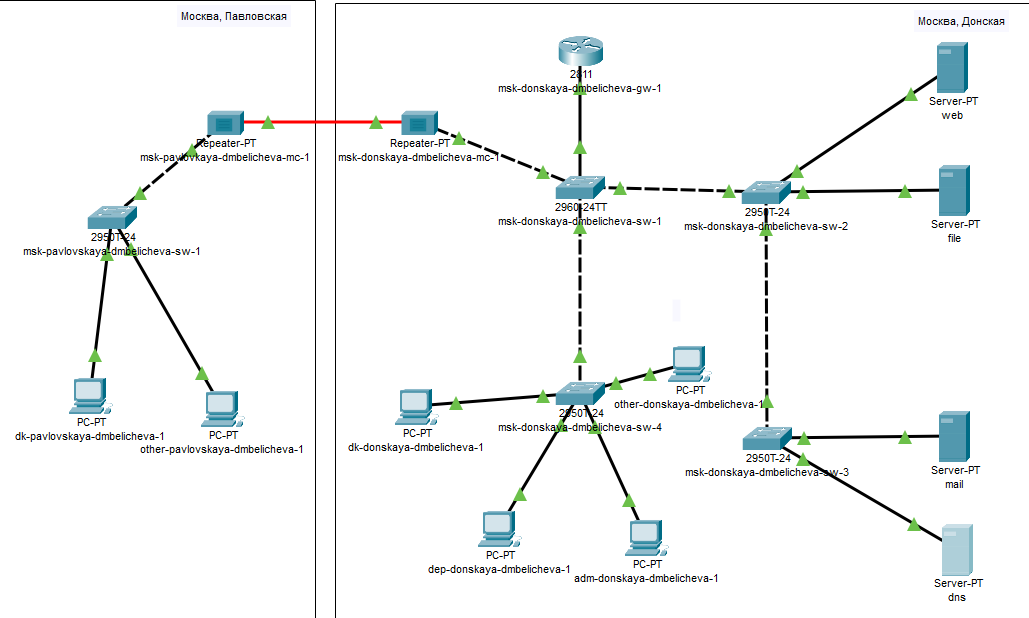 Москва, Павловская
Repeater-PT
msk-pavlovkaya-dmbelicheva-mc-1
2950T-24
msk-pavlovskaya-dmbelicheva-sw-1
PC-PT
dk-pavlovskaya-dmbelicheva-1
PC-PT
other-pavlovskaya-dmbelicheva-1
Москва, Донская
2811
msk-donskaya-dmbelicheva-gw-1
Repeater-PT
msk-donskaya-dmbelicheva-mc-1
2960-24TT
msk-donskaya-dmbelicheva-sw-1
2950T-24
msk-donskaya-dmbelicheva-sw-2
Server-PT
web
Server-PT
file
PC-PT
other-donskaya-dmbelicheva-1
2950T-24
msk-donskaya-dmbelicheva-sw-4
PC-PT
dk-donskaya-dmbelicheva-1
PC-PT
dep-donskaya-dmbelicheva-1
PC-PT
adm-donskaya-dmbelicheva-1
2950T-24
msk-donskaya-dmbelicheva-sw-3
Server-PT
mail
Server-PT
dns